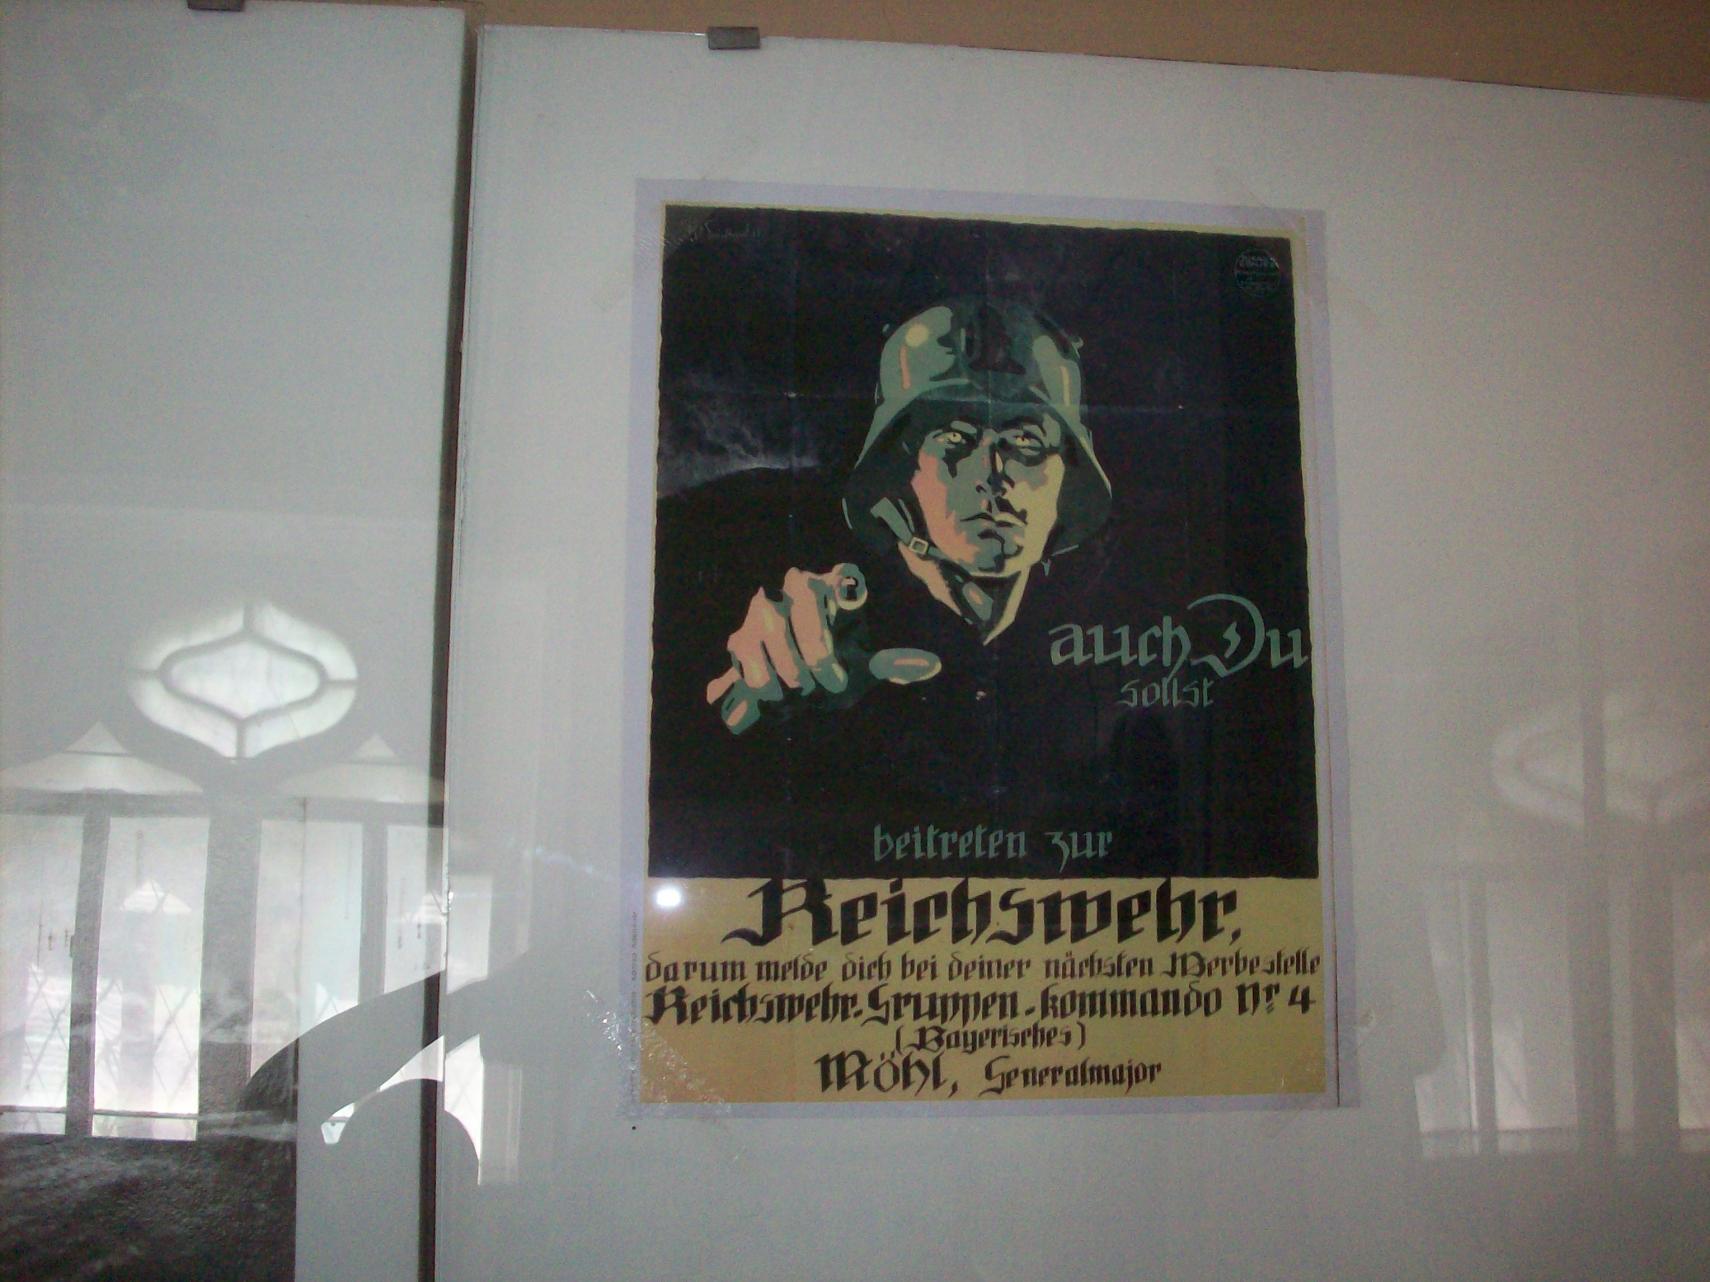 auch Du
sollst
beitreten zur
Reichswehr,
darum melde dich bei deiner nächsten Werbestelle
Reichswehr-Gruppen-kommando Nr 4
(Bayerisches)
Möhl, Generalmajor